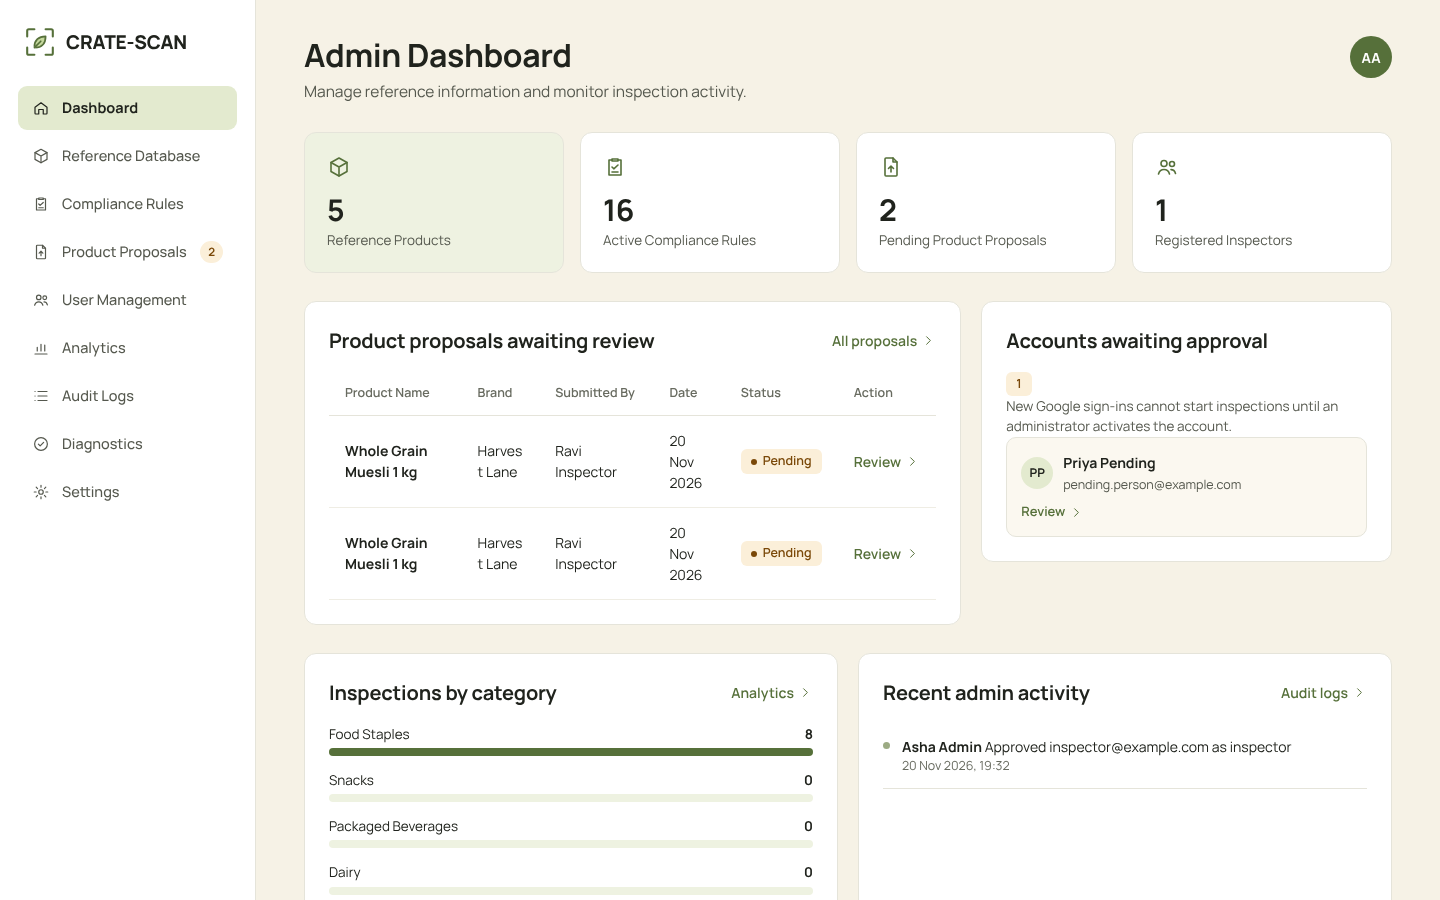 CRATE-SCAN
Dashboard
Reference Database
Compliance Rules
Product Proposals 2
User Management
Analytics
Audit Logs
Diagnostics
Settings
Admin Dashboard
Manage reference information and monitor inspection activity.
AA
5
Reference Products
16
Active Compliance Rules
2
Pending Product Proposals
1
Registered Inspectors
Product proposals awaiting review
All proposals
Product Name Brand Submitted By Date Status Action
Whole Grain
Muesli 1 kg
Harves
t Lane
Ravi
Inspector
20
Nov
2026
Pending
Review
Whole Grain
Muesli 1 kg
Harves
t Lane
Ravi
Inspector
20
Nov
2026
Pending
Review
Accounts awaiting approval
1
New Google sign-ins cannot start inspections until an
administrator activates the account.
PP
Priya Pending
pending.person@example.com
Review
Inspections by category
Analytics
Food Staples 8
Snacks 0
Packaged Beverages 0
Dairy 0
Recent admin activity
Audit logs
Asha Admin Approved inspector@example.com as inspector
20 Nov 2026, 19:32